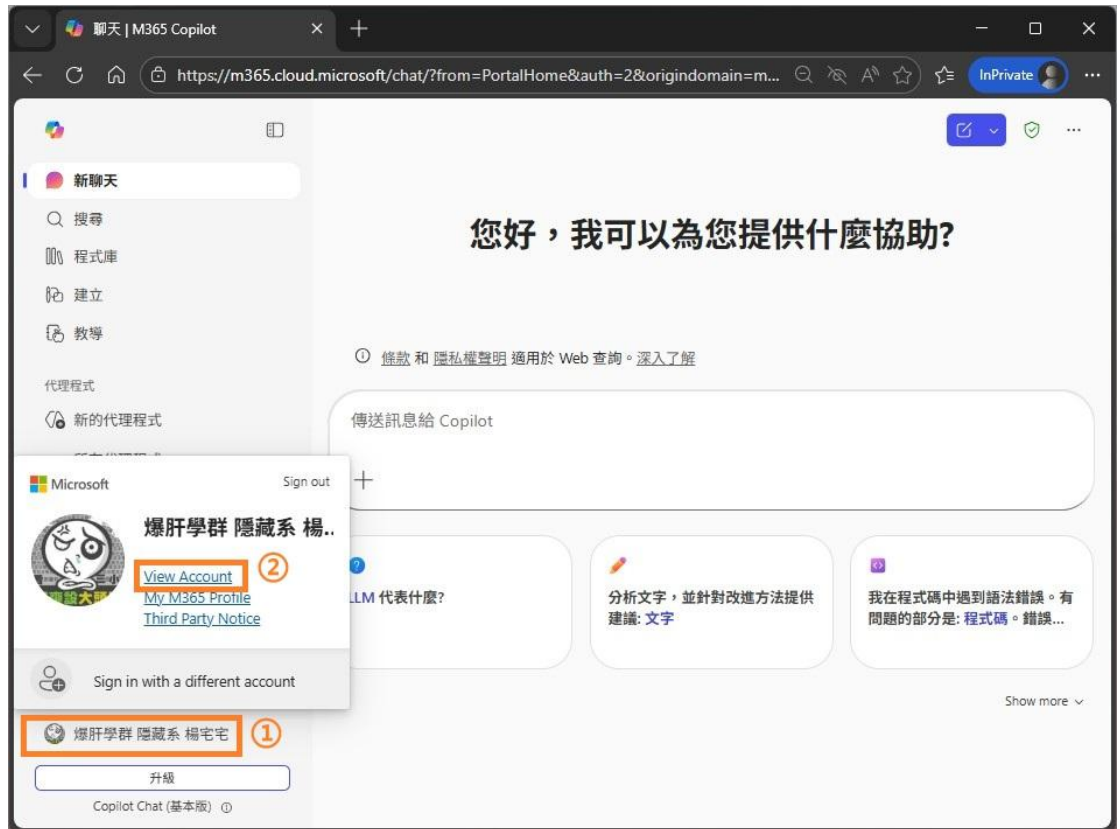 聊天 | M365 Copilot
https://m365.cloud.microsoft/chat/?from=PortalHome&auth=2&origindomain=m...
InPrivate
新聊天
搜尋
程式庫
建立
教導
代理程式
新的代理程式
您好，我可以為您提供什麼協助?
條款 和 隱私權聲明 適用於 Web 查詢。深入了解
傳送訊息給 Copilot
Microsoft
Sign out
爆肝學群 隱藏系 楊..
View Account
②
My M365 Profile
Third Party Notice
Sign in with a different account
爆肝學群 隱藏系 楊宅宅
①
升級
Copilot Chat (基本版)
LLM 代表什麼?
分析文字，並針對改進方法提供
建議: 文字
我在程式碼中遇到語法錯誤。有
問題的部分是: 程式碼。錯誤...
Show more